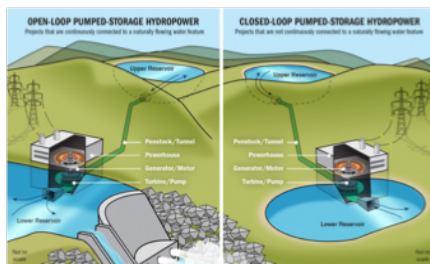 OPEN-LOOP PUMPED-STORAGE HYDROPOWER
Projects that are continuously connected to a naturally flowing water feature
Upper Reservoir
Penstock/Tunnel
Powerhouse
Generator/Motor
Turbine/Pump
Lower Reservoir
Not to
scale
CLOSED-LOOP PUMPED-STORAGE HYDROPOWER
Projects that are not continuously connected to a naturally flowing water feature
Upper Reservoir
Penstock/Tunnel
Powerhouse
Generator/Motor
Turbine/Pump
Lower Reservoir
Not to
scale